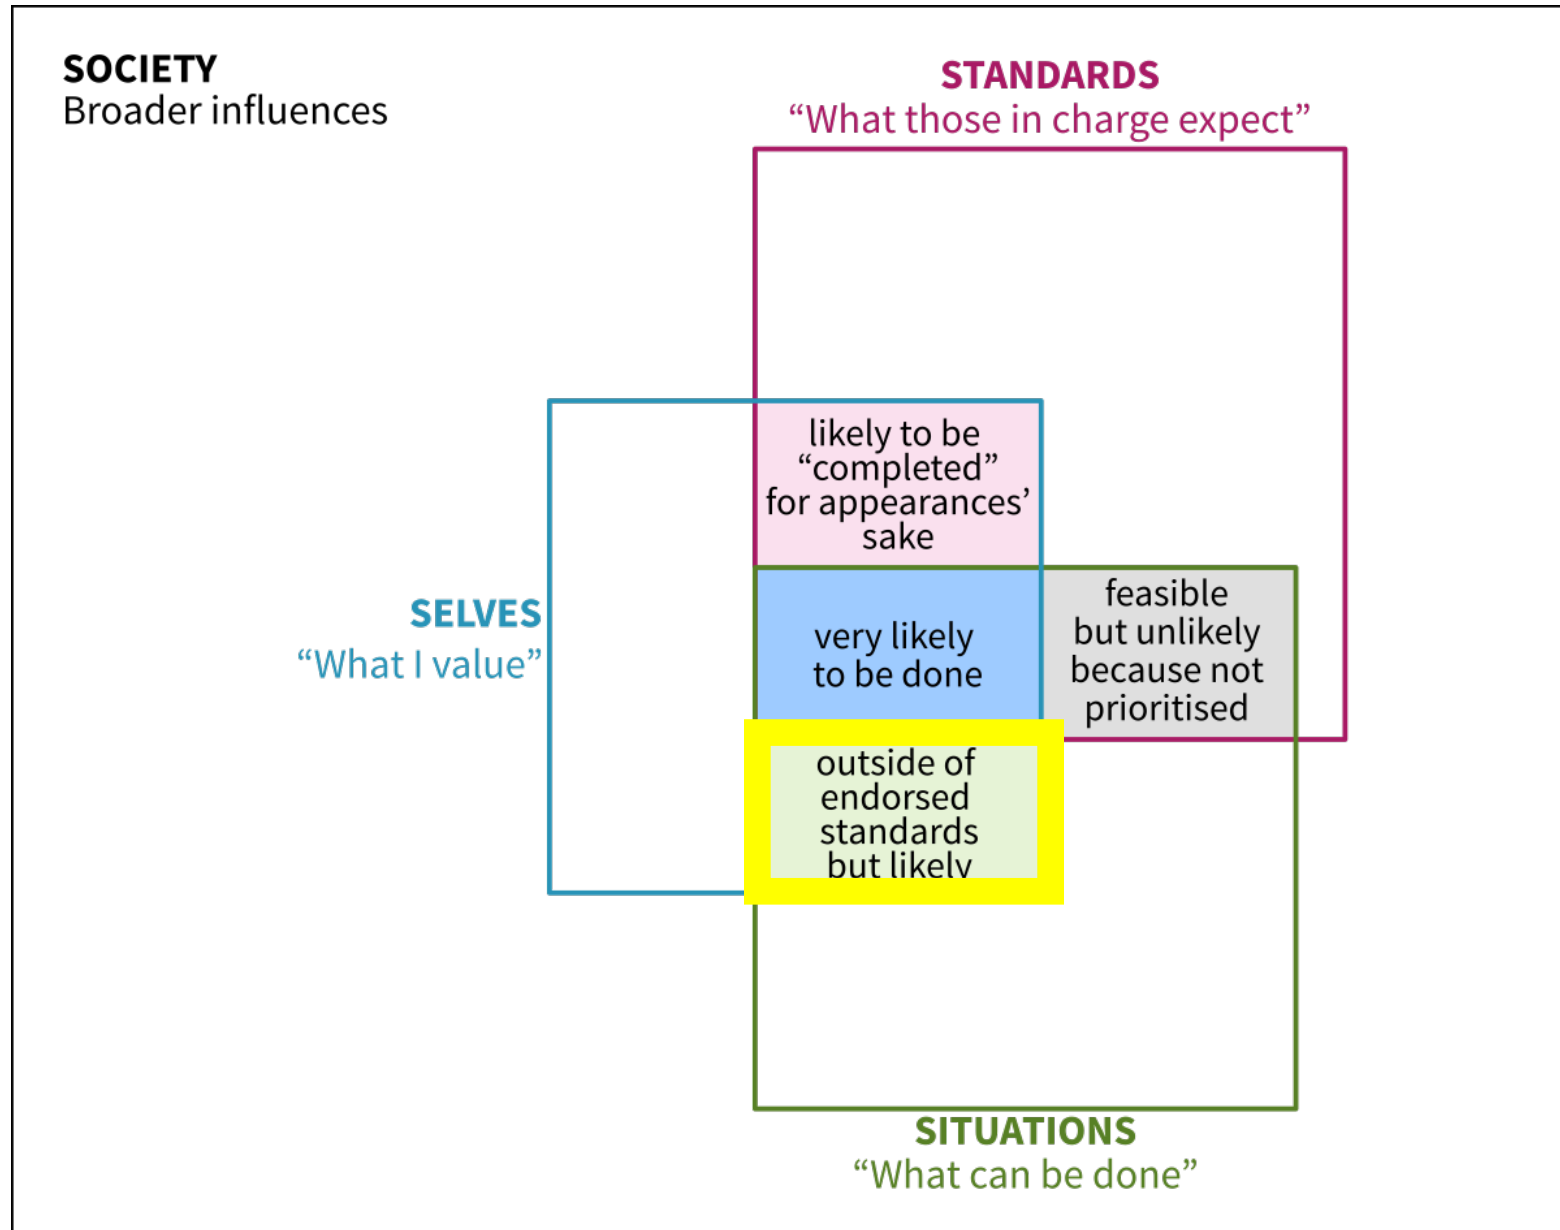 SOCIETY
Broader influences
STANDARDS
“What those in charge expect”
likely to be
“completed”
for appearances’
sake
SELVES
“What I value”
very likely
to be done
feasible
but unlikely
because not
prioritised
outside of
endorsed
standards
but likely
SITUATIONS
“What can be done”